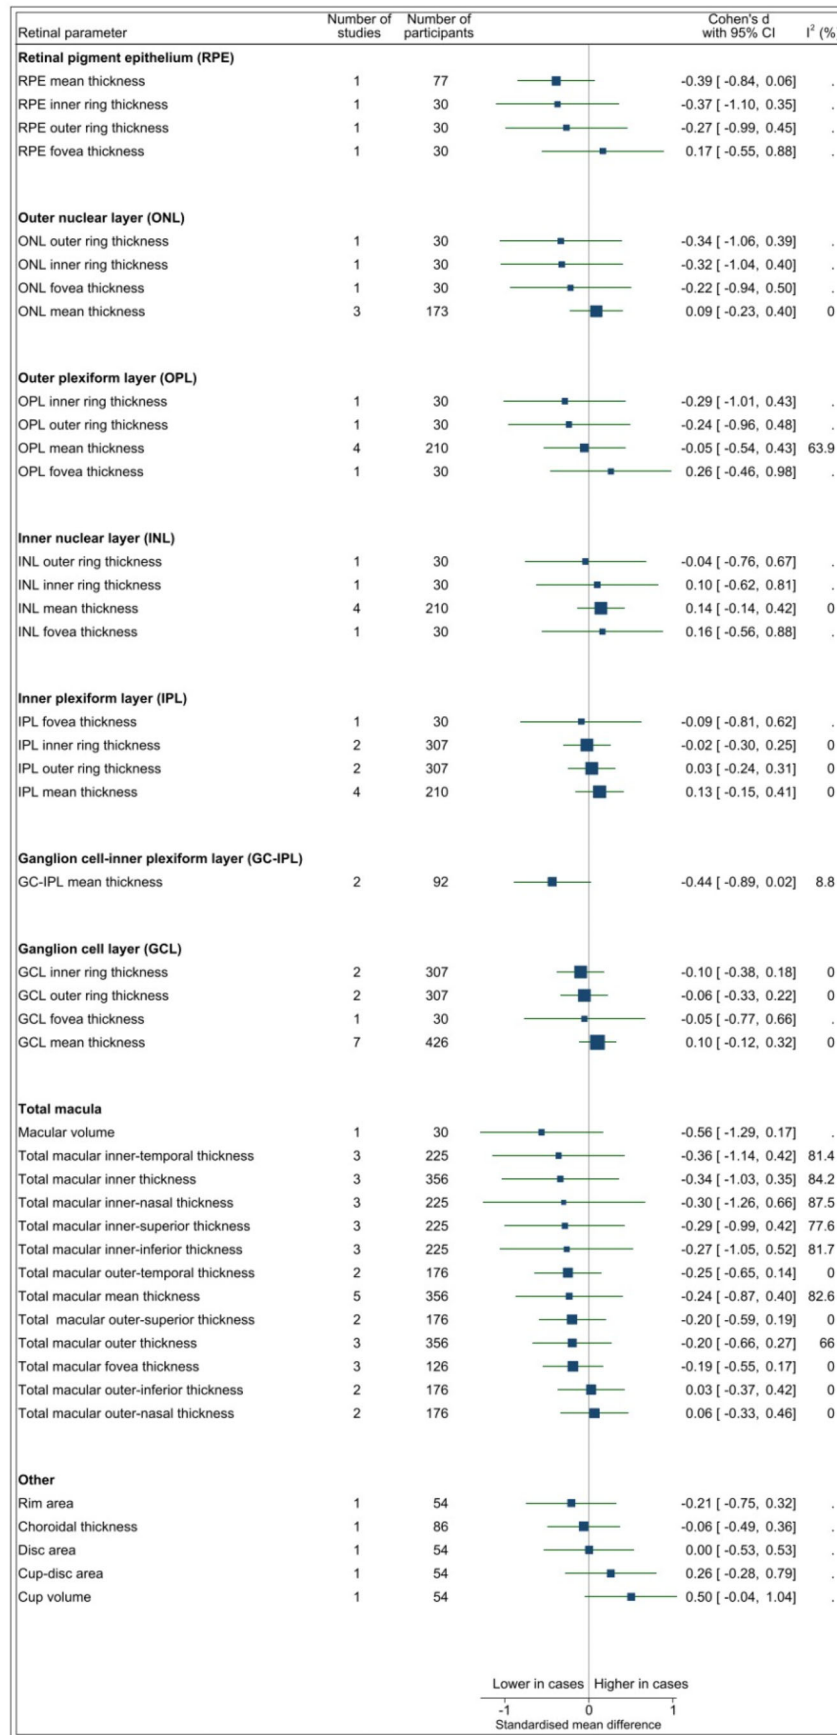 Retinal parameter Number of studies Number of participants Cohen's d with 95% CI I² (%
Retinal pigment epithelium (RPE)
RPE mean thickness 1 77 -0.39 [ -0.84, 0.06] .
RPE inner ring thickness 1 30 -0.37 [ -1.10, 0.35] .
RPE outer ring thickness 1 30 -0.27 [ -0.99, 0.45] .
RPE fovea thickness 1 30 0.17 [ -0.55, 0.88] .
Outer nuclear layer (ONL)
ONL outer ring thickness 1 30 -0.34 [ -1.06, 0.39] .
ONL inner ring thickness 1 30 -0.32 [ -1.04, 0.40] .
ONL fovea thickness 1 30 -0.22 [ -0.94, 0.50] .
ONL mean thickness 3 173 0.09 [ -0.23, 0.40] 0
Outer plexiform layer (OPL)
OPL inner ring thickness 1 30 -0.29 [ -1.01, 0.43] .
OPL outer ring thickness 1 30 -0.24 [ -0.96, 0.48] .
OPL mean thickness 4 210 -0.05 [ -0.54, 0.43] 63.9
OPL fovea thickness 1 30 0.26 [ -0.46, 0.98] .
Inner nuclear layer (INL)
INL outer ring thickness 1 30 -0.04 [ -0.76, 0.67] .
INL inner ring thickness 1 30 0.10 [ -0.62, 0.81] .
INL mean thickness 4 210 0.14 [ -0.14, 0.42] 0
INL fovea thickness 1 30 0.16 [ -0.56, 0.88] .
Inner plexiform layer (IPL)
IPL fovea thickness 1 30 -0.09 [ -0.81, 0.62] .
IPL inner ring thickness 2 307 -0.02 [ -0.30, 0.25] 0
IPL outer ring thickness 2 307 0.03 [ -0.24, 0.31] 0
IPL mean thickness 4 210 0.13 [ -0.15, 0.41] 0
Ganglion cell-inner plexiform layer (GC-IPL)
GC-IPL mean thickness 2 92 -0.44 [ -0.89, 0.02] 8.8
Ganglion cell layer (GCL)
GCL inner ring thickness 2 307 -0.10 [ -0.38, 0.18] 0
GCL outer ring thickness 2 307 -0.06 [ -0.33, 0.22] 0
GCL fovea thickness 1 30 -0.05 [ -0.77, 0.66] .
GCL mean thickness 7 426 0.10 [ -0.12, 0.32] 0
Total macula
Macular volume 1 30 -0.56 [ -1.29, 0.17] .
Total macular inner-temporal thickness 3 225 -0.36 [ -1.14, 0.42] 81.4
Total macular inner thickness 3 356 -0.34 [ -1.03, 0.35] 84.2
Total macular inner-nasal thickness 3 225 -0.30 [ -1.26, 0.66] 87.5
Total macular inner-superior thickness 3 225 -0.29 [ -0.99, 0.42] 77.6
Total macular inner-inferior thickness 3 225 -0.27 [ -1.05, 0.52] 81.7
Total macular outer-temporal thickness 2 176 -0.25 [ -0.65, 0.14] 0
Total macular mean thickness 5 356 -0.24 [ -0.87, 0.40] 82.6
Total macular outer-superior thickness 2 176 -0.20 [ -0.59, 0.19] 0
Total macular outer thickness 3 356 -0.20 [ -0.66, 0.27] 66
Total macular fovea thickness 3 126 -0.19 [ -0.55, 0.17] 0
Total macular outer-inferior thickness 2 176 0.03 [ -0.37, 0.42] 0
Total macular outer-nasal thickness 2 176 0.06 [ -0.33, 0.46] 0
Other
Rim area 1 54 -0.21 [ -0.75, 0.32] .
Choroidal thickness 1 86 -0.06 [ -0.49, 0.36] .
Disc area 1 54 0.00 [ -0.53, 0.53] .
Cup-disc area 1 54 0.26 [ -0.28, 0.79] .
Cup volume 1 54 0.50 [ -0.04, 1.04] .
Lower in cases Higher in cases
-1 0 1
Standardised mean difference